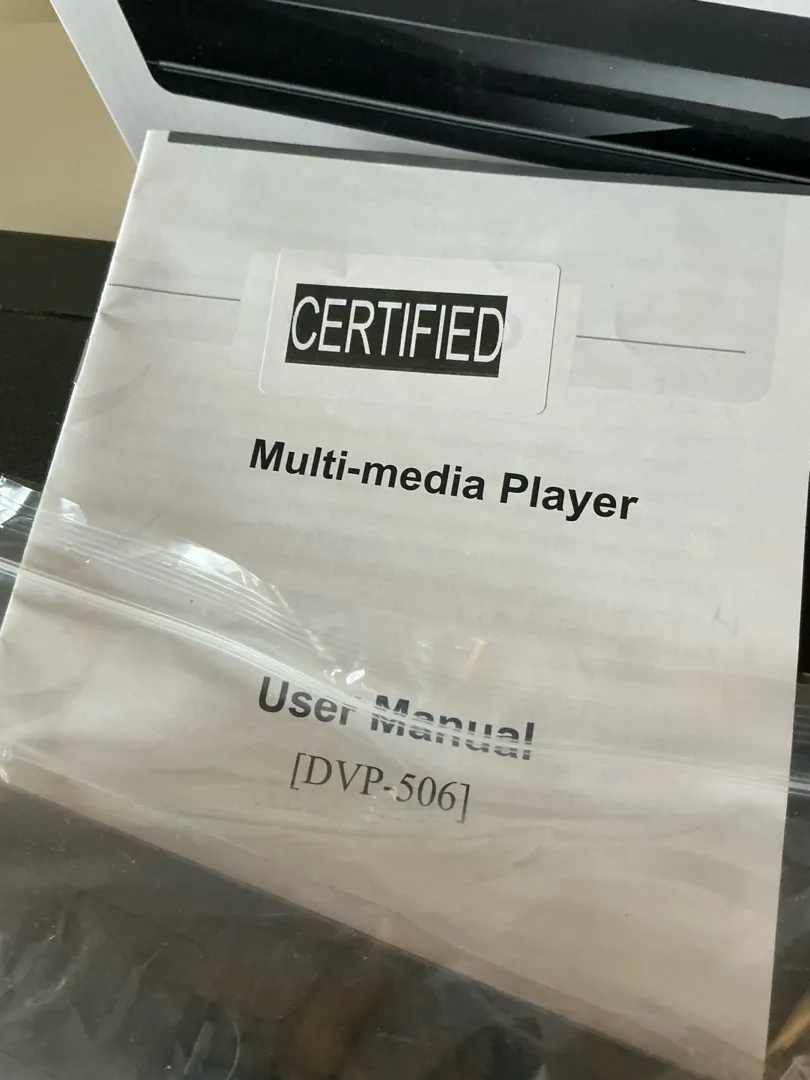 CERTIFIED
Multi-media Player
User Manual
[DVP-506]